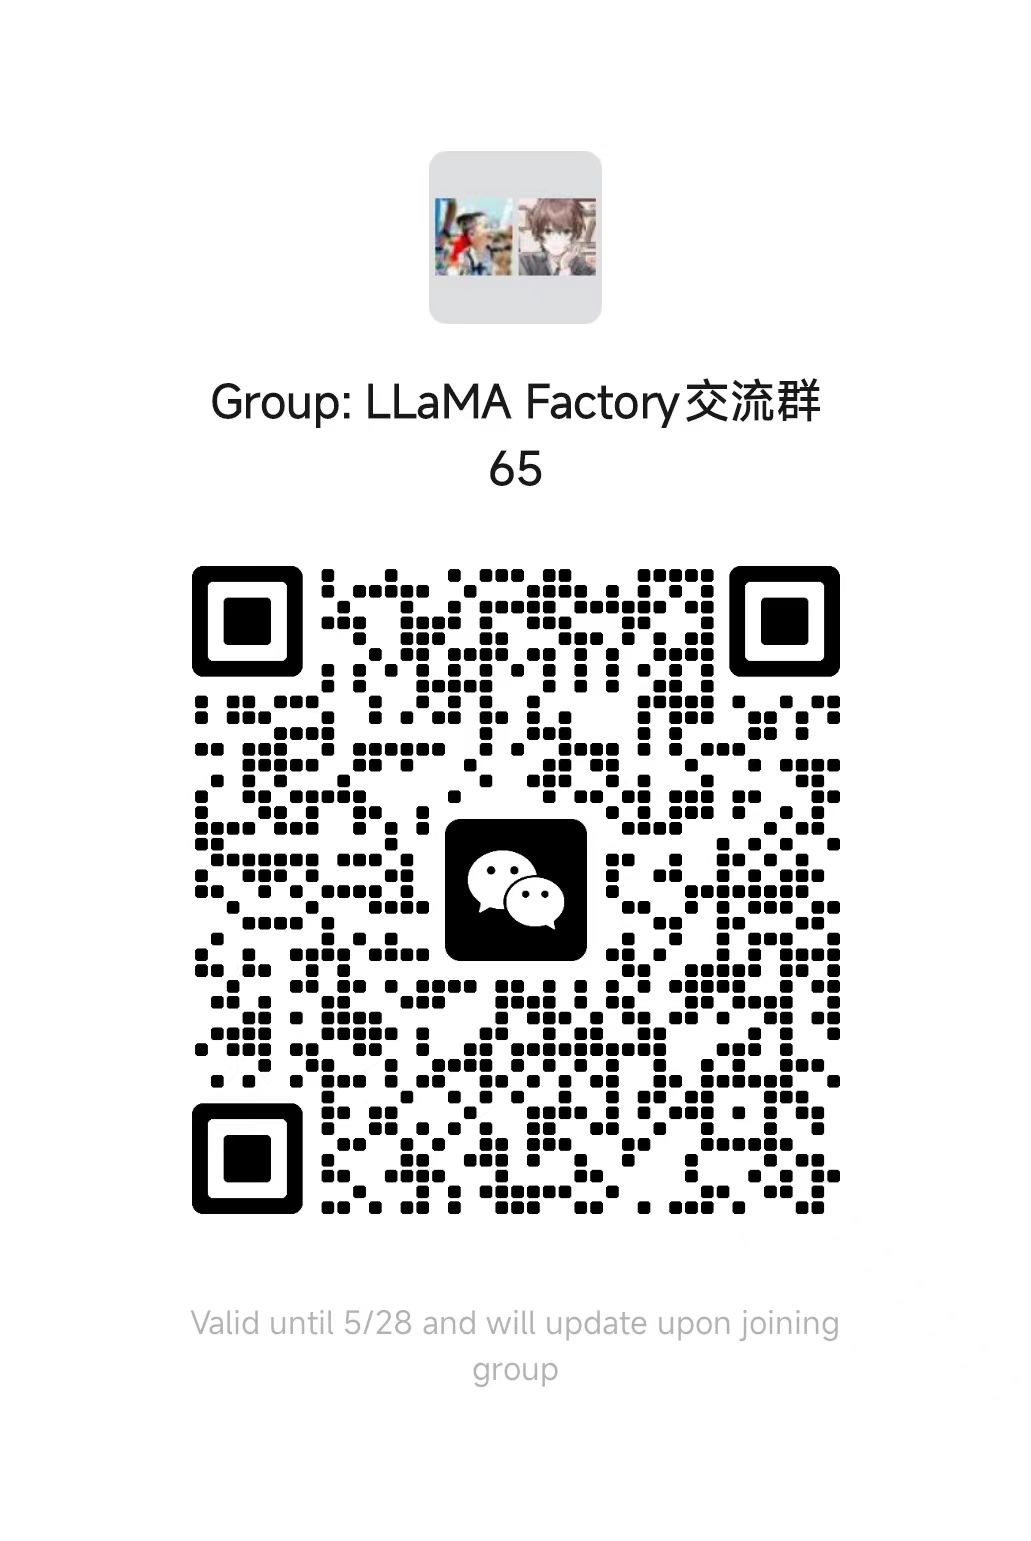 Group: LLaMA Factory交流群
65
Valid until 5/28 and will update upon joining
group